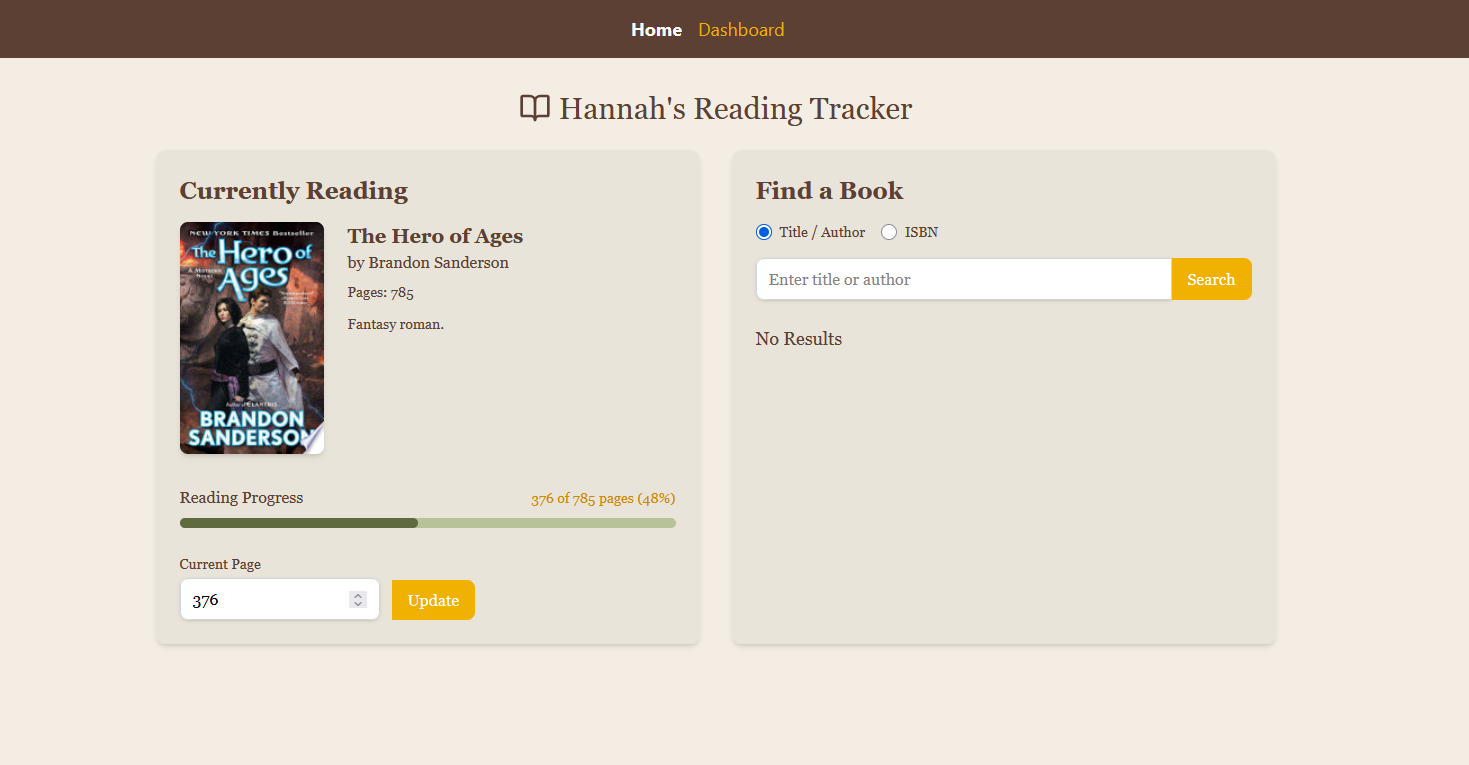 Home Dashboard
Hannah's Reading Tracker
Currently Reading
NEW YORK TIMES Bestseller
The Hero of
Ages
BRANDON
SANDERSON
The Hero of Ages
by Brandon Sanderson
Pages: 785
Fantasy roman.
Reading Progress
376 of 785 pages (48%)
Current Page
376
Update
Find a Book
Title / Author
ISBN
Enter title or author
Search
No Results